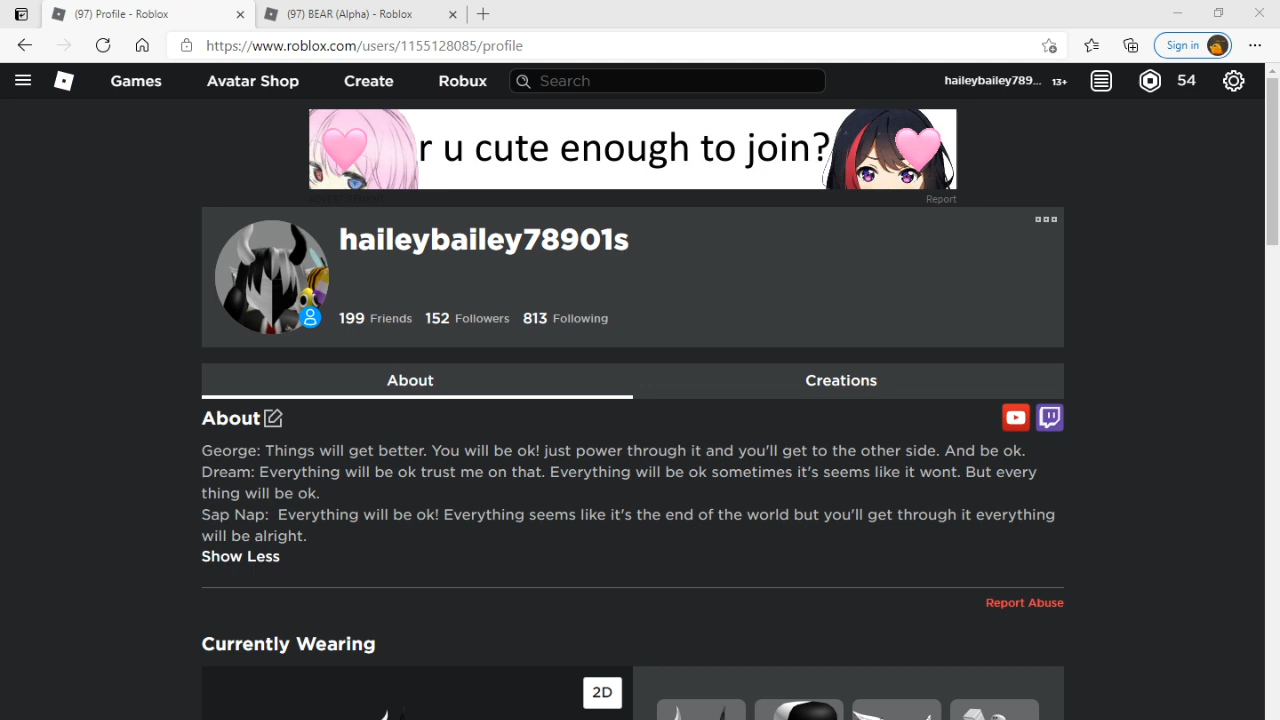 (97) Profile - Roblox
(97) BEAR (Alpha) - Roblox
https://www.roblox.com/users/1155128085/profile
Sign in
Games Avatar Shop Create Robux Search haileybailey789... 13+ 54
r u cute enough to join?
Report
haileybailey78901s
199 Friends 152 Followers 813 Following
About Creations
About
George: Things will get better. You will be ok! just power through it and you'll get to the other side. And be ok.
Dream: Everything will be ok trust me on that. Everything will be ok sometimes it's seems like it wont. But every
thing will be ok.
Sap Nap: Everything will be ok! Everything seems like it's the end of the world but you'll get through it everything
will be alright.
Show Less
Report Abuse
Currently Wearing
2D